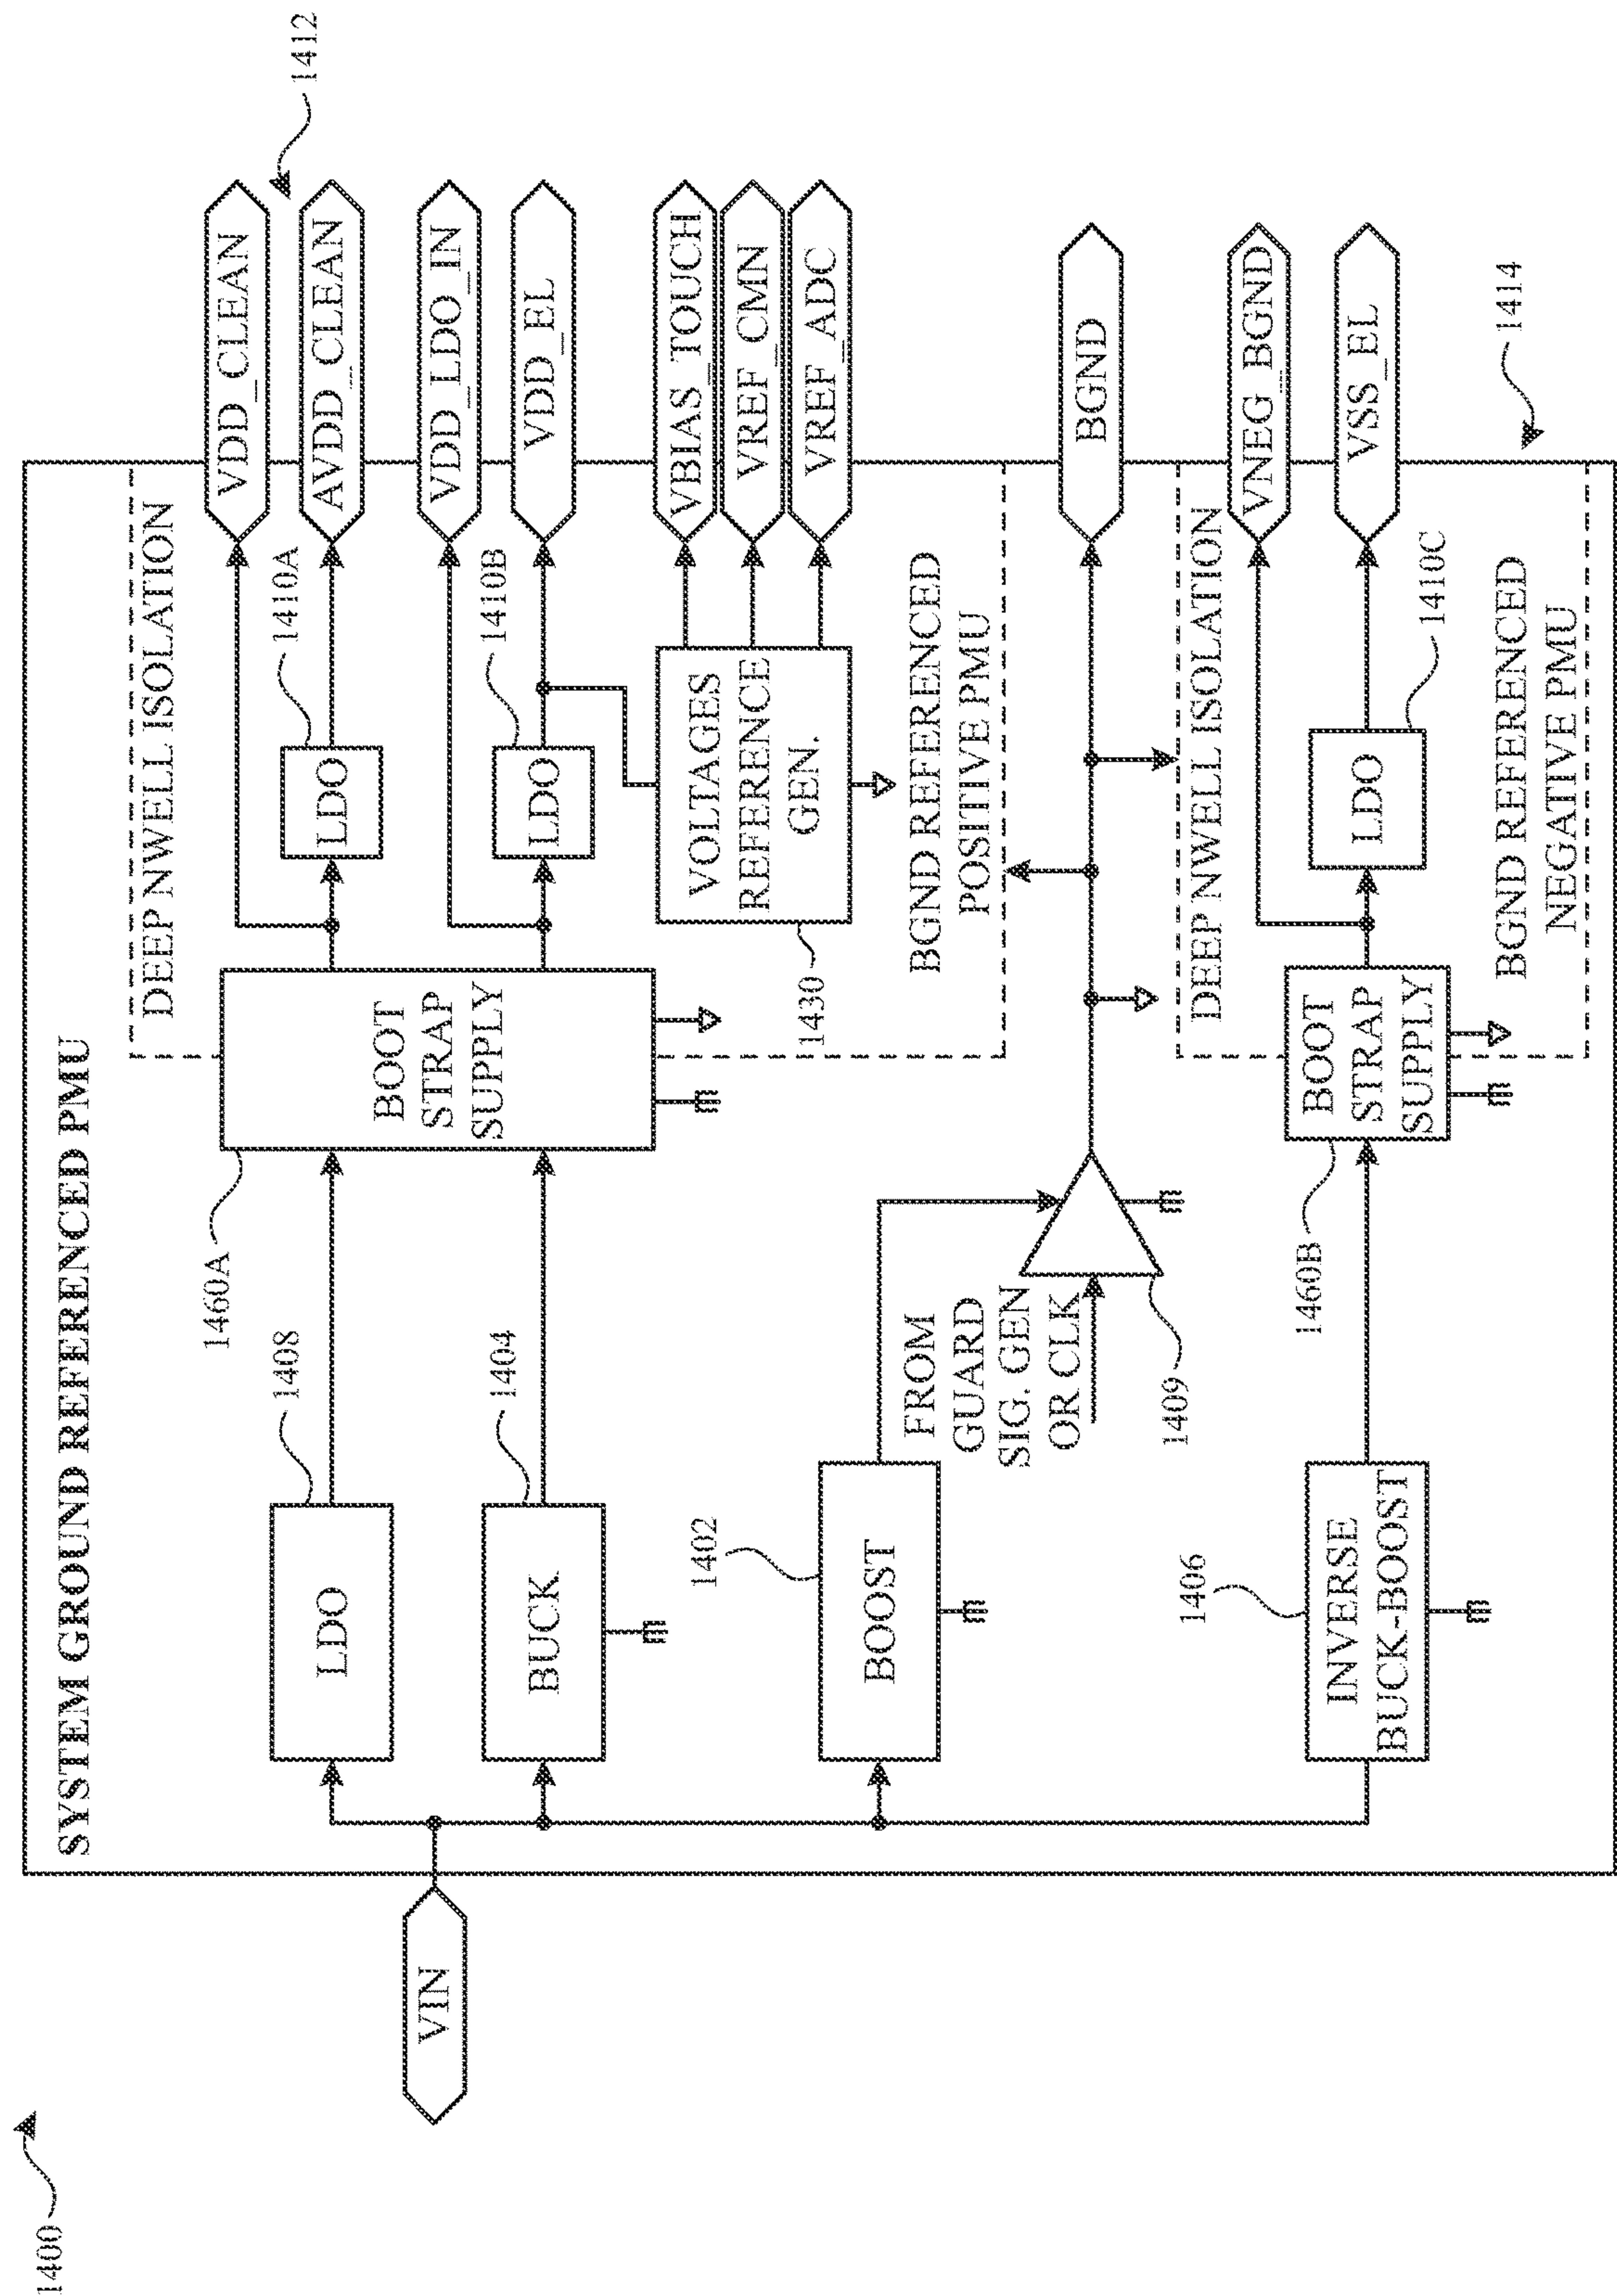 1400
SYSTEM GROUND REFERENCED PMU
VIN
LDO
1408
BUCK
1404
BOOST
1402
INVERSE
BUCK-BOOST
1406
1460A
BOOT
STRAP
SUPPLY
FROM
GUARD
SIG. GEN
OR CLK
1409
1460B
BOOT
STRAP
SUPPLY
DEEP NWELL ISOLATION
LDO
1410A
LDO
1410B
VOLTAGES
REFERENCE
GEN.
1430
BGND REFERENCED
POSITIVE PMU
DEEP NWELL ISOLATION
LDO
1410C
BGND REFERENCED
NEGATIVE PMU
VDD_CLEAN
AVDD_CLEAN
1412
VDD_LDO_IN
VDD_EL
VBIAS_TOUCH
VREF_CMN
VREF_ADC
BGND
VNEG_BGND
VSS_EL
1414